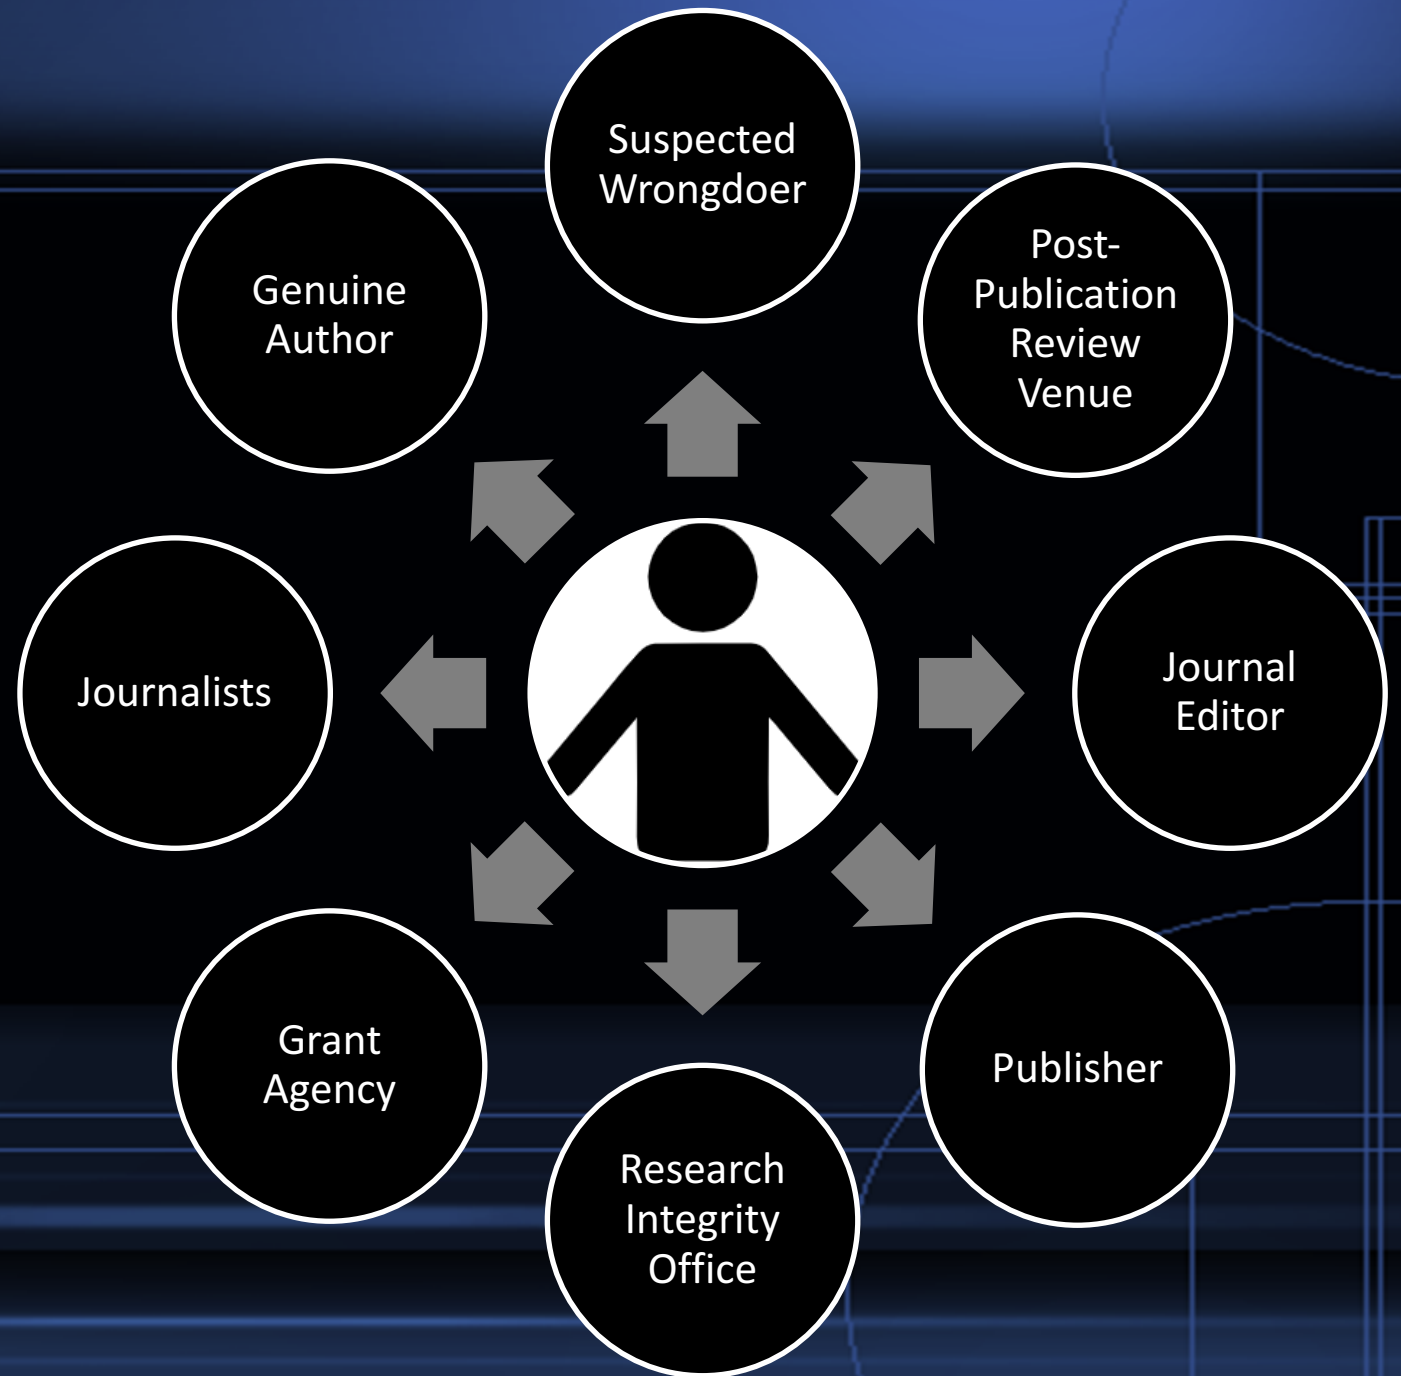 Suspected
Wrongdoer
Post-
Publication
Review
Venue
Journal
Editor
Publisher
Research
Integrity
Office
Grant
Agency
Journalists
Genuine
Author